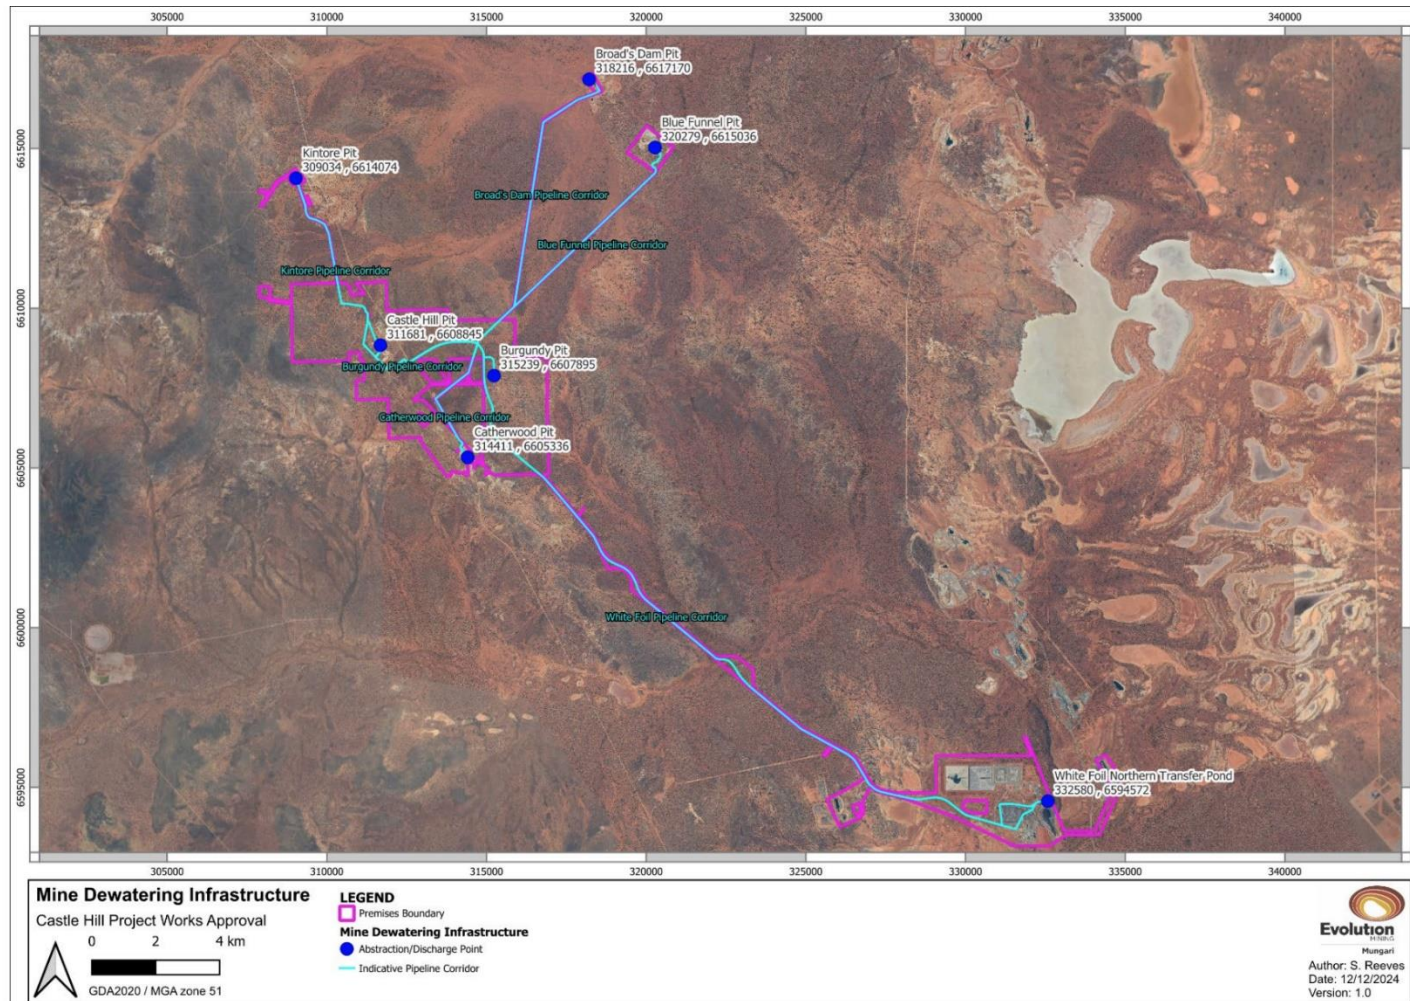 305000 310000 315000 320000 325000 330000 335000 340000
Broad's Dam Pit
318216 , 6617170
Blue Funnel Pit
320279 , 6615036
6615000
6615000
Kintore Pit
309034 , 6614074
Broad's Dam Pipeline Corridor
Blue Funnel Pipeline Corridor
Kintore Pipeline Corridor
6610000
6610000
Castle Hill Pit
311681 , 6608845
Burgundy Pit
315239 , 6607895
Burgundy Pipeline Corridor
Catherwood Pipeline Corridor
Catherwood Pit
314411 , 6605336
6605000
6605000
White Foil Pipeline Corridor
6600000
6600000
White Foil Northern Transfer Pond
332580 , 6594572
6595000
6595000
305000 310000 315000 320000 325000 330000 335000 340000
Mine Dewatering Infrastructure
Castle Hill Project Works Approval
0 2 4 km
GDA2020 / MGA zone 51
LEGEND
Premises Boundary
Mine Dewatering Infrastructure
Abstraction/Discharge Point
Indicative Pipeline Corridor
Evolution
MINING
Mungari
Author: S. Reeves
Date: 12/12/2024
Version: 1.0